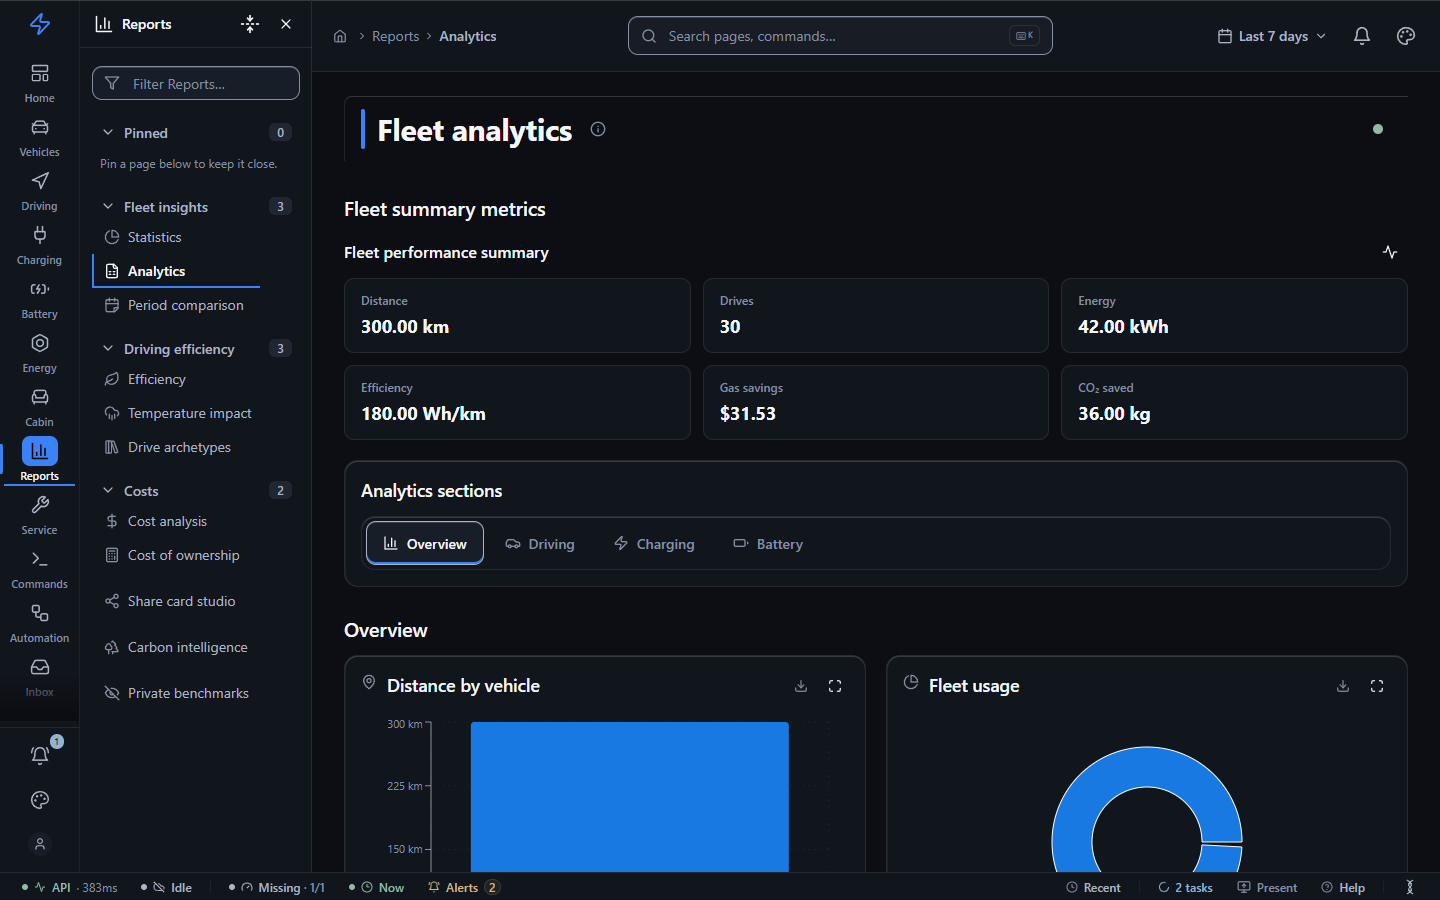 Home
Vehicles
Driving
Charging
Battery
Energy
Cabin
Reports
Service
Commands
Automation
Inbox
1
Reports
Filter Reports...
Pinned 0
Pin a page below to keep it close.
Fleet insights 3
Statistics
Analytics
Period comparison
Driving efficiency 3
Efficiency
Temperature impact
Drive archetypes
Costs 2
Cost analysis
Cost of ownership
Share card studio
Carbon intelligence
Private benchmarks
Reports Analytics
Search pages, commands... K
Last 7 days
Fleet analytics
Fleet summary metrics
Fleet performance summary
Distance
300.00 km
Drives
30
Energy
42.00 kWh
Efficiency
180.00 Wh/km
Gas savings
$31.53
CO₂ saved
36.00 kg
Analytics sections
Overview Driving Charging Battery
Overview
Distance by vehicle
300 km
225 km
150 km
Fleet usage
API · 383ms Idle Missing · 1/1 Now Alerts 2 Recent 2 tasks Present Help